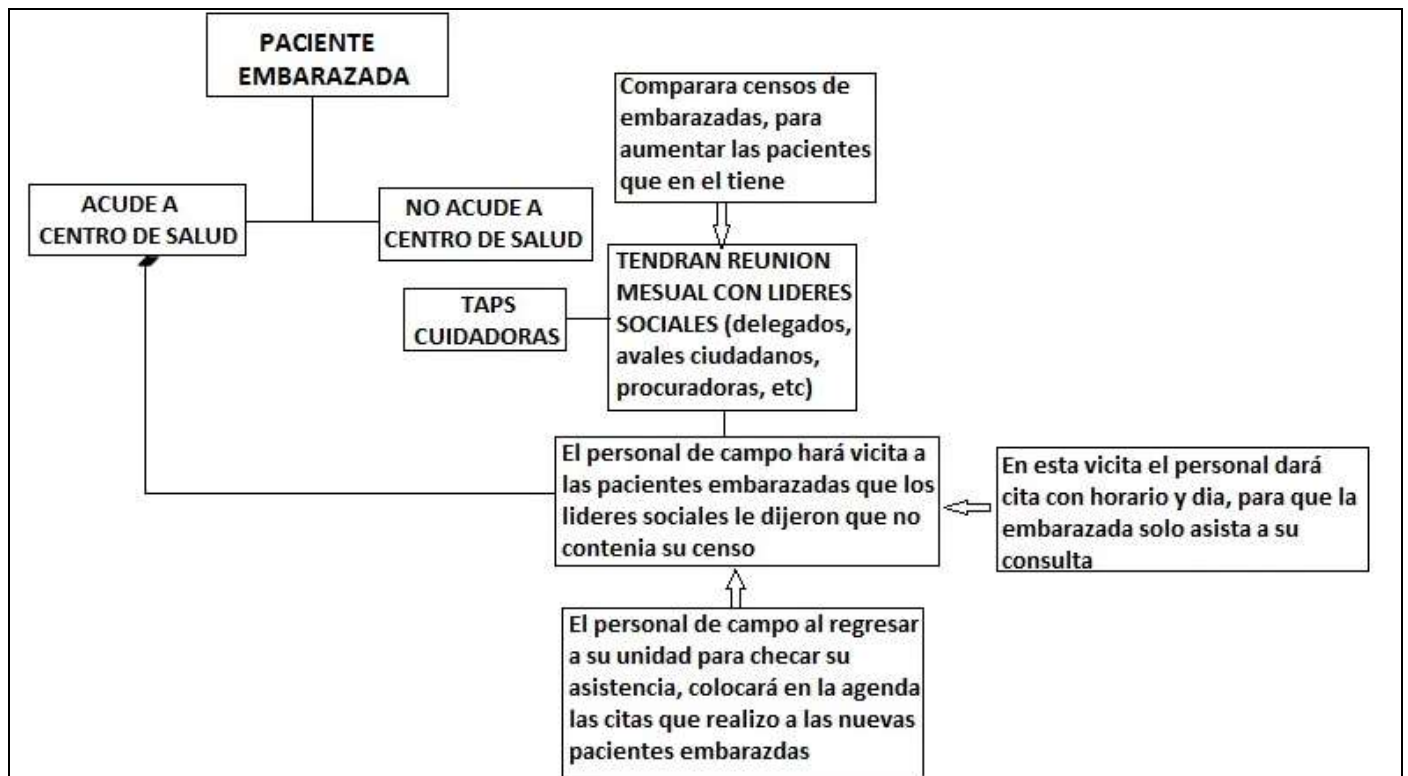 PACIENTE
EMBARAZADA
Comparara censos de
embarazadas, para
aumentar las pacientes
que en el tiene
ACUDE A
CENTRO DE SALUD
NO ACUDE A
CENTRO DE SALUD
TENDRAN REUNION
MESUAL CON LIDERES
SOCIALES (delegados,
avales ciudadanos,
procuradoras, etc)
TAPS
CUIDADORAS
El personal de campo hará vicita a
las pacientes embarazadas que los
lideres sociales le dijeron que no
contenia su censo
En esta vicita el personal dará
cita con horario y dia, para que la
embarazada solo asista a su
consulta
El personal de campo al regresar
a su unidad para checar su
asistencia, colocará en la agenda
las citas que realizo a las nuevas
pacientes embarazdas